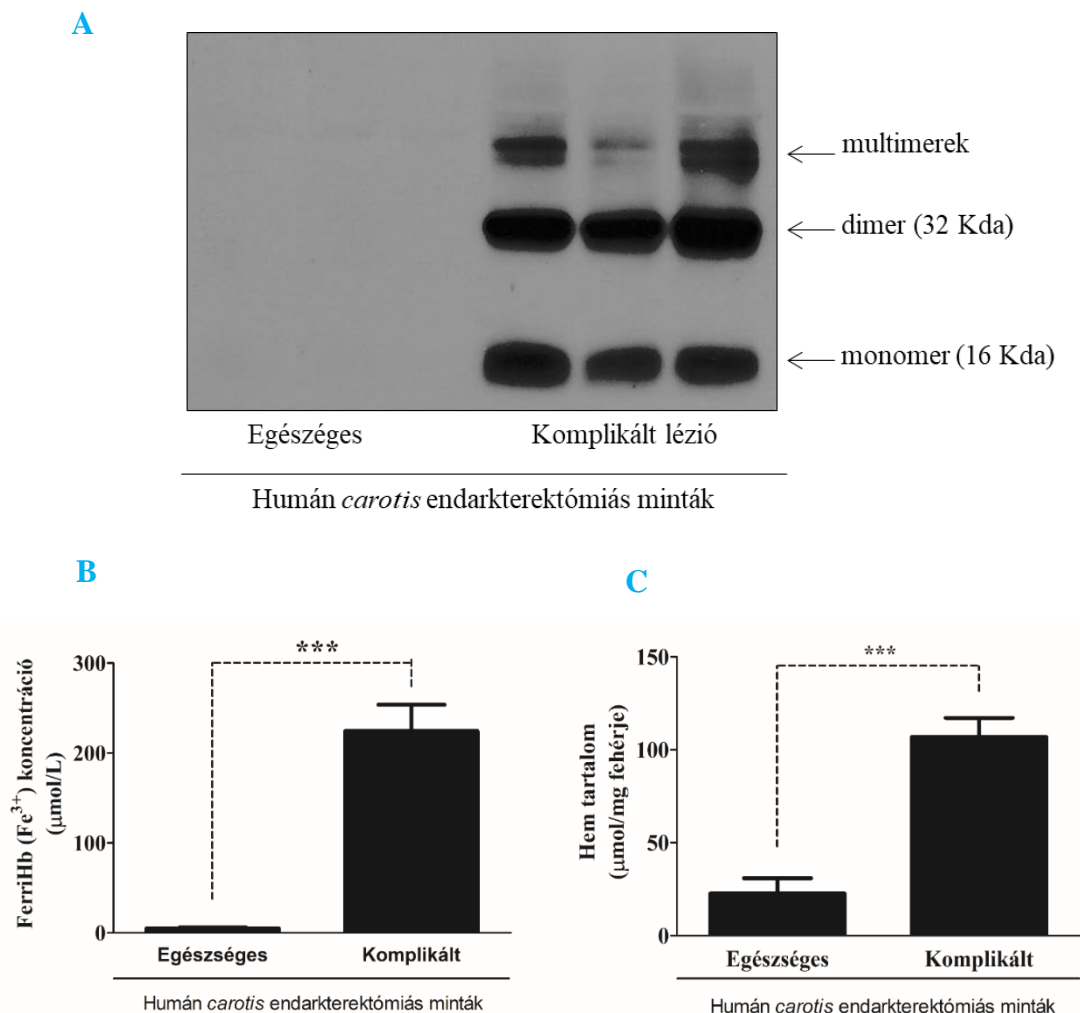 A
multimerek
dimer (32 Kda)
monomer (16 Kda)
Egészéges
Komplikált lézió
Humán carotis endarkterektómiás minták
B
FerriHb (Fe³⁺) koncentráció
(μmol/L)
300
200
100
0
***
Egészséges
Komplikált
Humán carotis endarkterektómiás minták
C
Hem tartalom
(μmol/mg fehérje)
150
100
50
0
***
Egészséges
Komplikált
Humán carotis endarkterektómiás minták